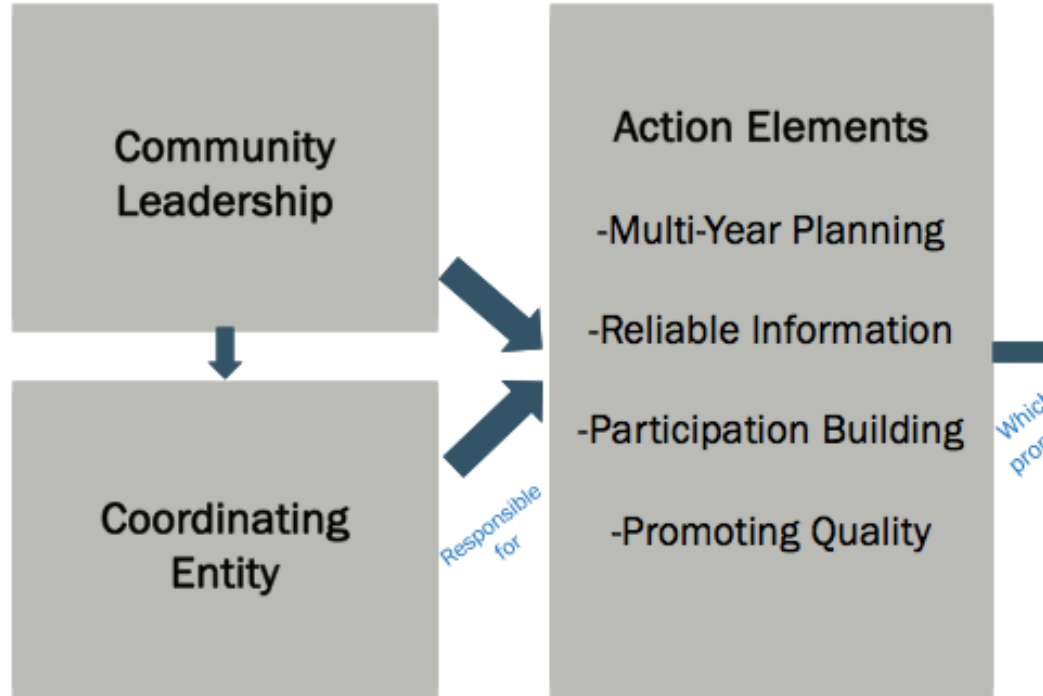 Community
Leadership
Coordinating
Entity
Responsible
for
Action Elements
-Multi-Year Planning
-Reliable Information
-Participation Building
-Promoting Quality